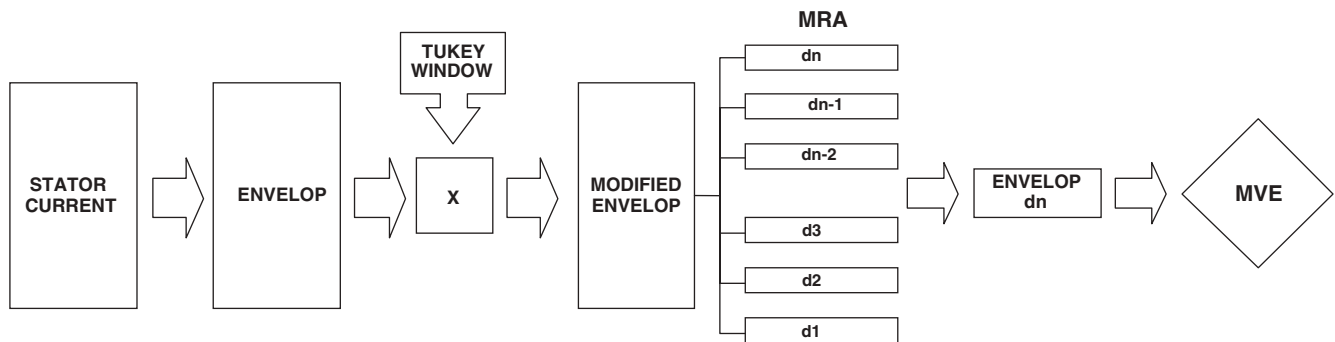 MRA
TUKEY
WINDOW
dn
dn-1
dn-2
d3
d2
d1
STATOR
CURRENT
ENVELOP
X
MODIFIED
ENVELOP
ENVELOP
dn
MVE